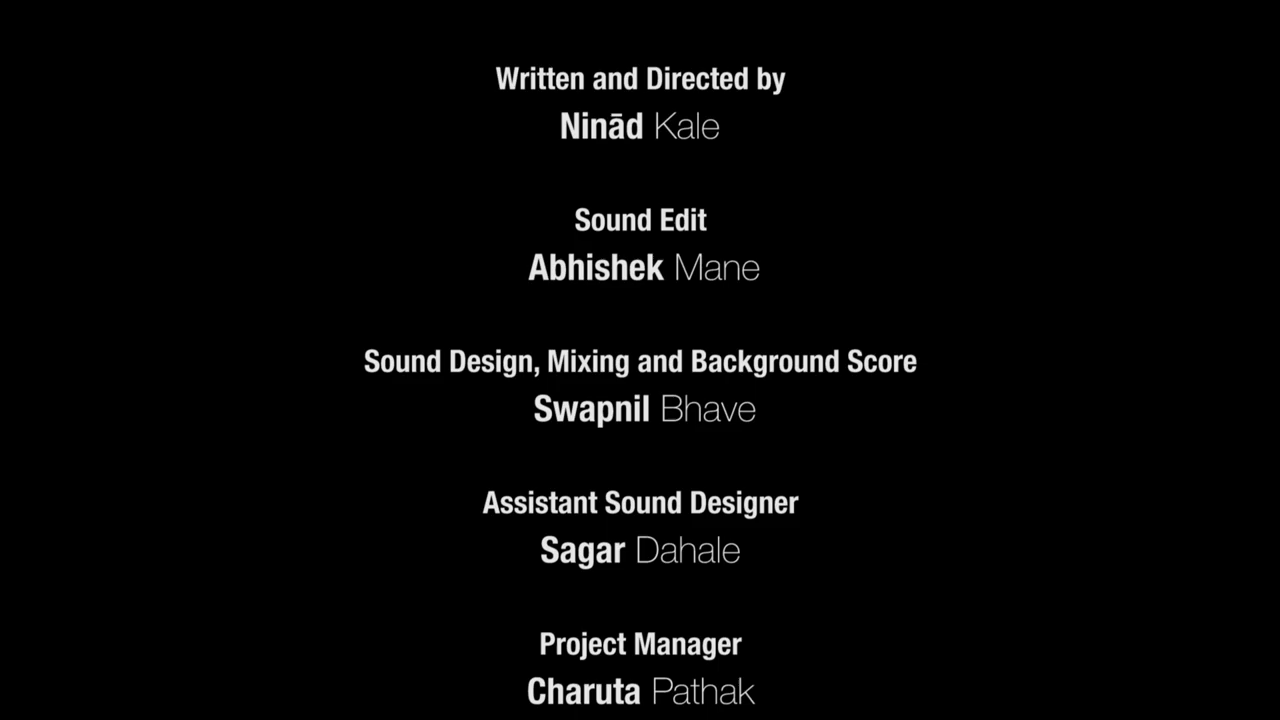 Written and Directed by
Ninād Kale
Sound Edit
Abhishek Mane
Sound Design, Mixing and Background Score
Swapnil Bhave
Assistant Sound Designer
Sagar Dahale
Project Manager
Charuta Pathak